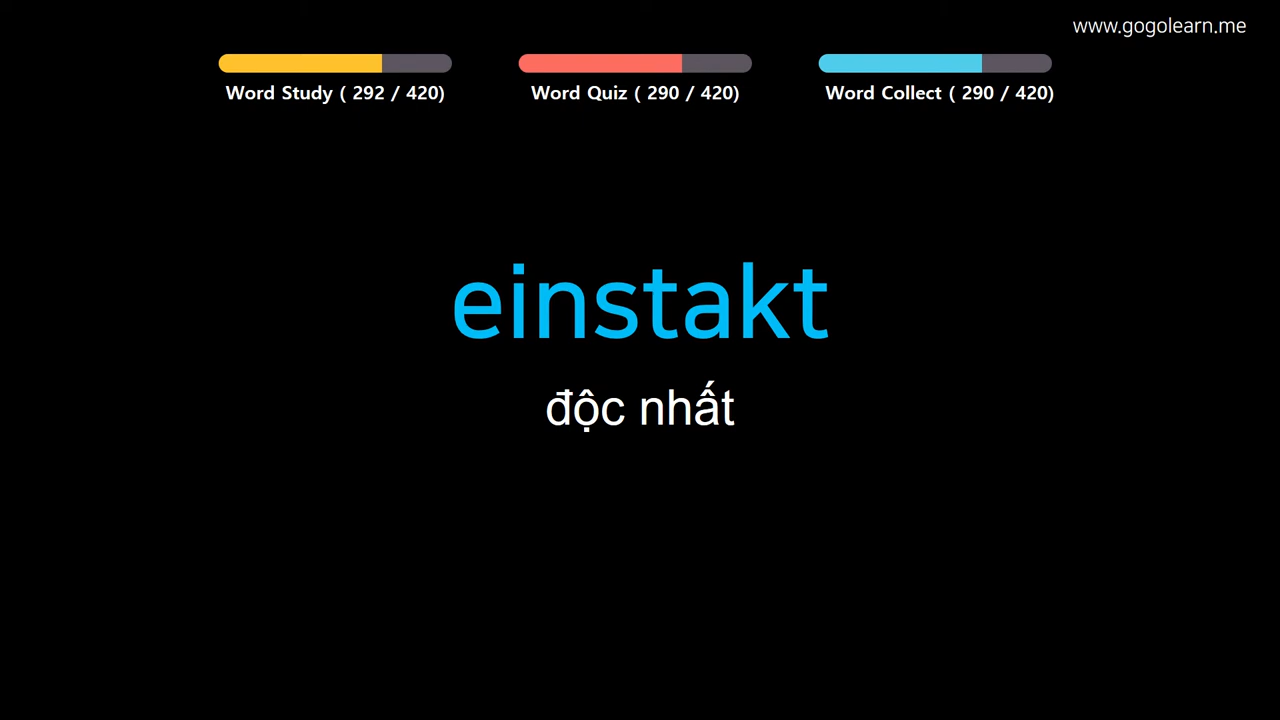 www.gogolearn.me
Word Study ( 292 / 420)
Word Quiz ( 290 / 420)
Word Collect ( 290 / 420)
einstakt
độc nhất